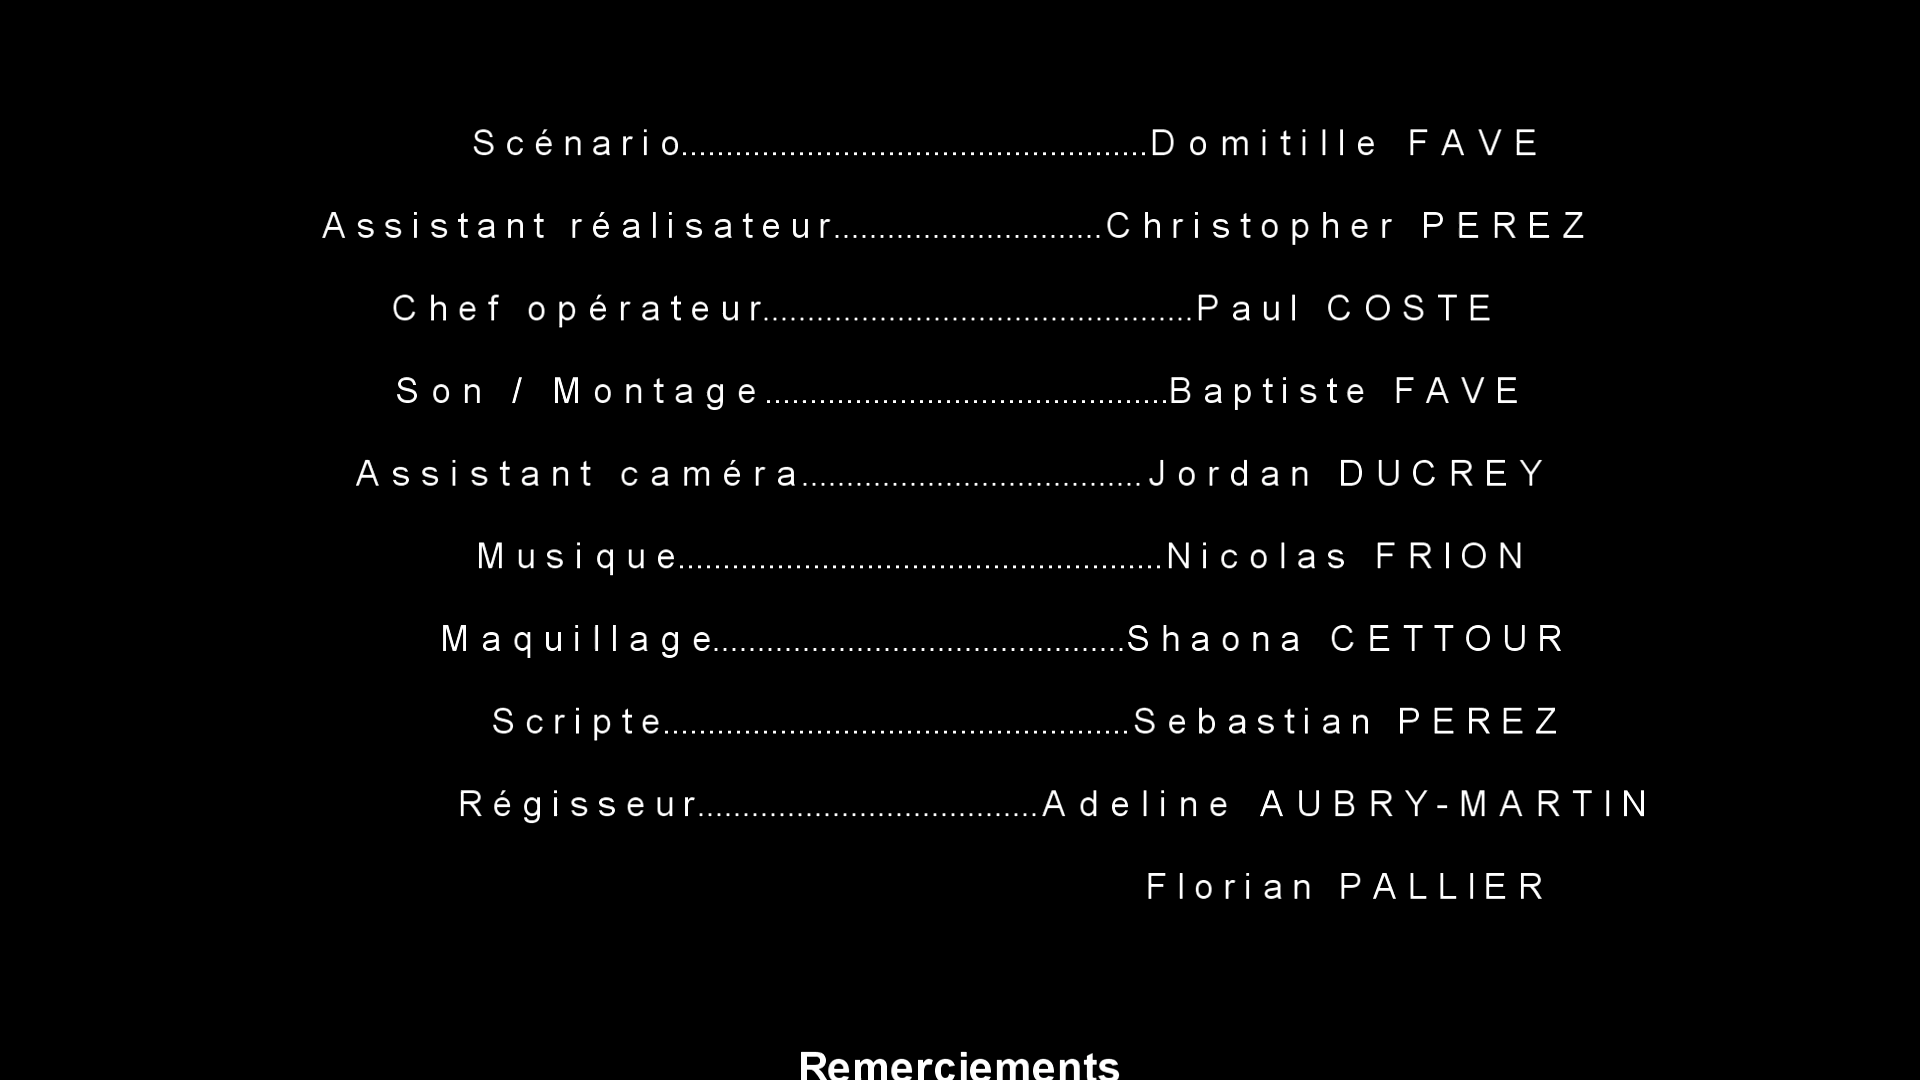 Scénario....................................................Domitille FAVE
Assistant réalisateur..............................Christopher PEREZ
Chef opérateur................................................Paul COSTE
Son / Montage.............................................Baptiste FAVE
Assistant caméra......................................Jordan DUCREY
Musique......................................................Nicolas FRION
Maquillage..............................................Shaona CETTOUR
Scripte....................................................Sebastian PEREZ
Régisseur......................................Adeline AUBRY-MARTIN
Florian PALLIER
Remerciements